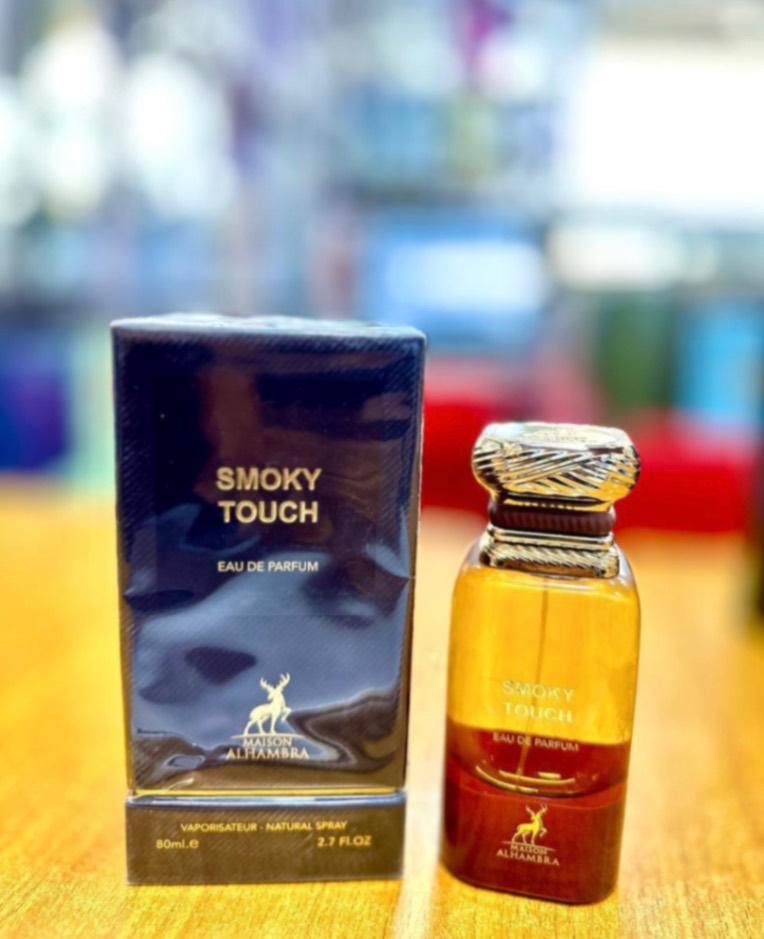 SMOKY
TOUCH
EAU DE PARFUM
MAISON
ALHAMBRA
VAPORISATEUR - NATURAL SPRAY
80ml.e 2.7 FL OZ
SMOKY
TOUCH
EAU DE PARFUM
MAISON
ALHAMBRA